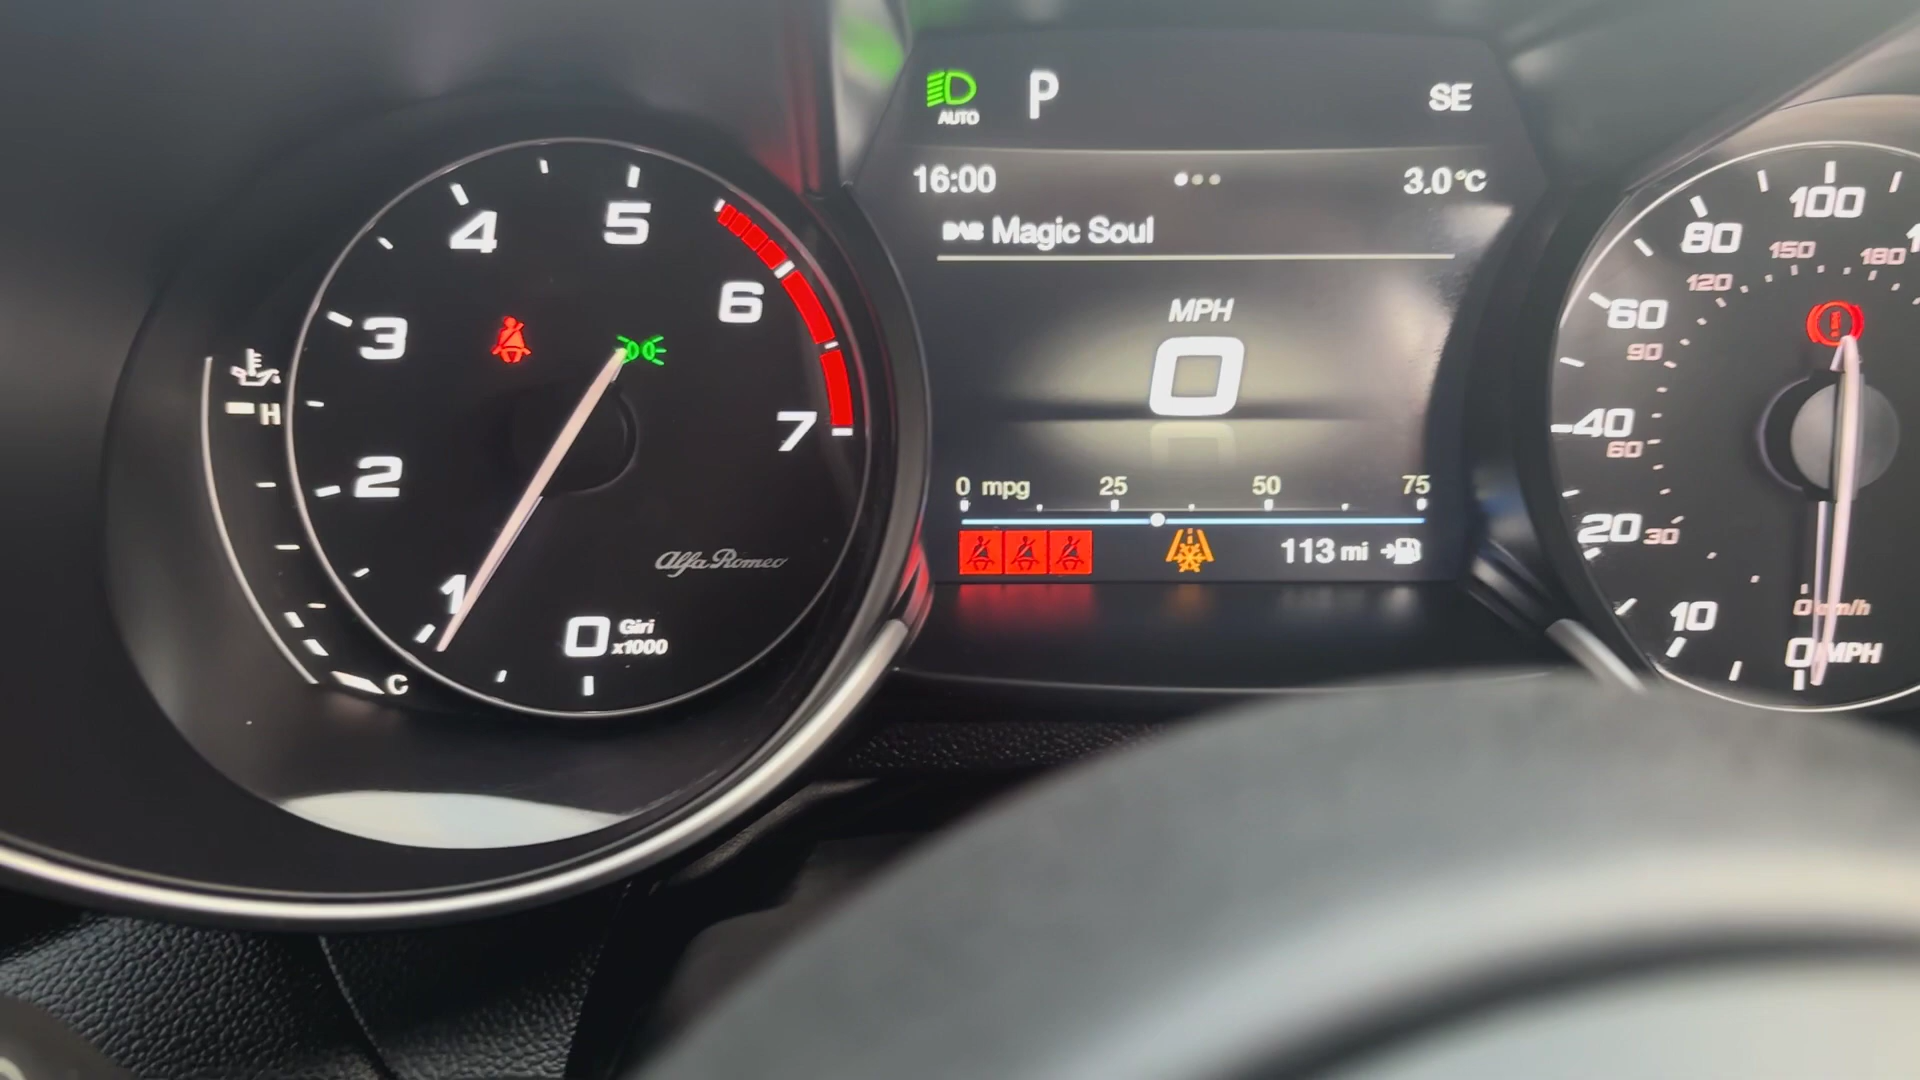 AUTO P SE
16:00 3.0°C
DAB Magic Soul
MPH
0
0 mpg 25 50 75
113 mi
H
C
1
2
3
4
5
6
7
Alfa Romeo
0 Giri
x1000
0 MPH
10
20
40
60
80
100
0 km/h
30
60
90
120
150
180